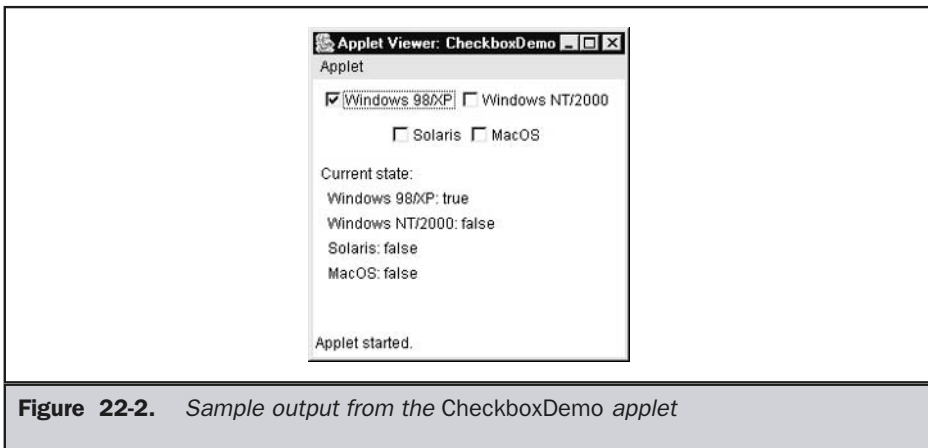 Applet Viewer: CheckboxDemo
Applet
Windows 98/XP Windows NT/2000
Solaris MacOS
Current state:
Windows 98/XP: true
Windows NT/2000: false
Solaris: false
MacOS: false
Applet started.
Figure 22-2. Sample output from the CheckboxDemo applet